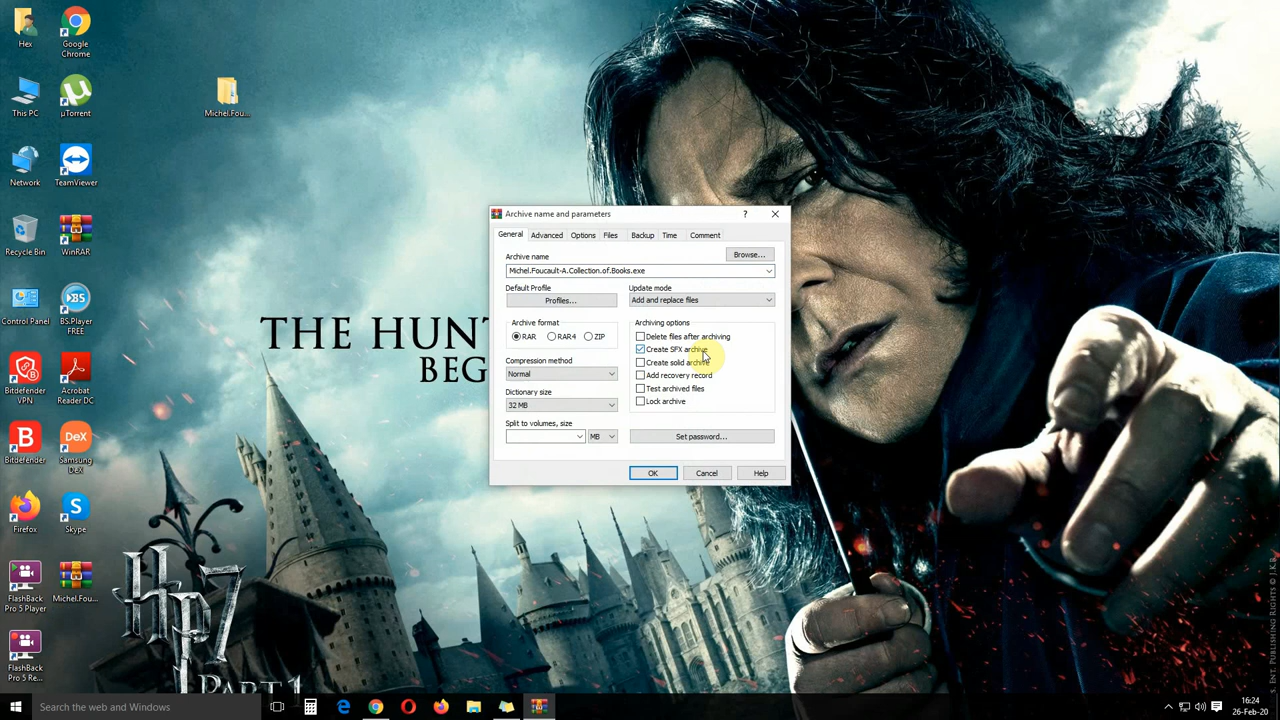 Hex
Google
Chrome
This PC
µTorrent
Michel.Fou...
Network
TeamViewer
Recycle Bin
WinRAR
Control Panel
BS.Player
FREE
Bitdefender
VPN
Acrobat
Reader DC
Bitdefender
Samsung
DeX
Firefox
Skype
FlashBack
Pro 5 Player
Michel.Fou...
FlashBack
Pro 5 Re...
THE HUNT
BEG
HP7
PART 1
Archive name and parameters
?
General Advanced Options Files Backup Time Comment
Archive name
Browse...
Michel.Foucault-A.Collection.of.Books.exe
Default Profile
Profiles...
Update mode
Add and replace files
Archive format
RAR RAR4 ZIP
Compression method
Normal
Dictionary size
32 MB
Split to volumes, size
MB
Archiving options
Delete files after archiving
Create SFX archive
Create solid archive
Add recovery record
Test archived files
Lock archive
Set password...
OK Cancel Help
S. ENT. PUBLISHING RIGHTS © J.K.
Search the web and Windows
16:24
26-Feb-20